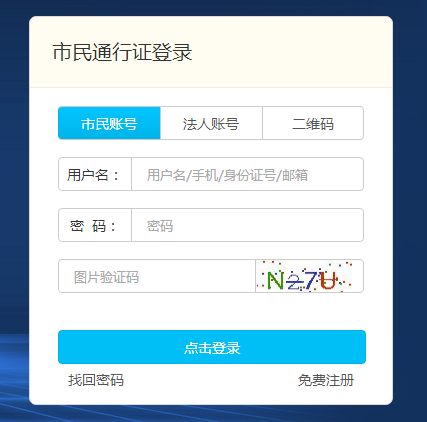 市民通行证登录
市民账号 法人账号 二维码
用户名： 用户名/手机/身份证号/邮箱
密 码： 密码
图片验证码 N27U
点击登录
找回密码 免费注册